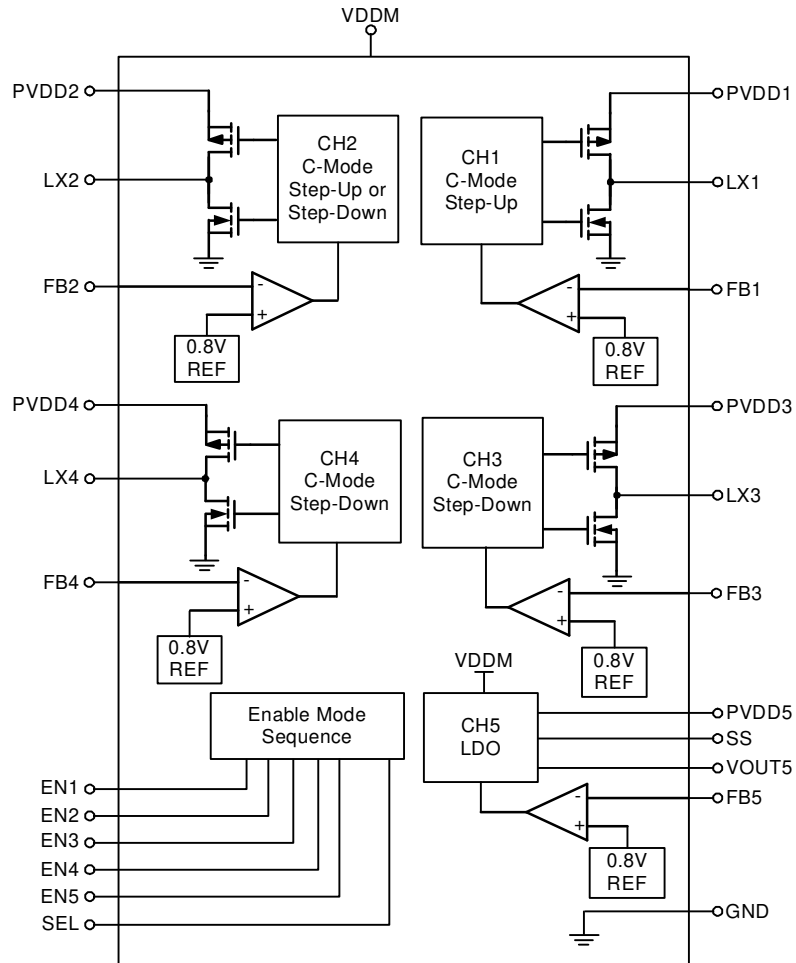 VDDM
PVDD2
PVDD1
CH2
C-Mode
Step-Up or
Step-Down
CH1
C-Mode
Step-Up
LX2
LX1
FB2
-
+
0.8V
REF
FB1
-
+
0.8V
REF
PVDD4
PVDD3
CH4
C-Mode
Step-Down
CH3
C-Mode
Step-Down
LX4
LX3
FB4
-
+
0.8V
REF
FB3
-
+
0.8V
REF
VDDM
Enable Mode
Sequence
CH5
LDO
PVDD5
SS
VOUT5
FB5
-
+
0.8V
REF
EN1
EN2
EN3
EN4
EN5
SEL
GND